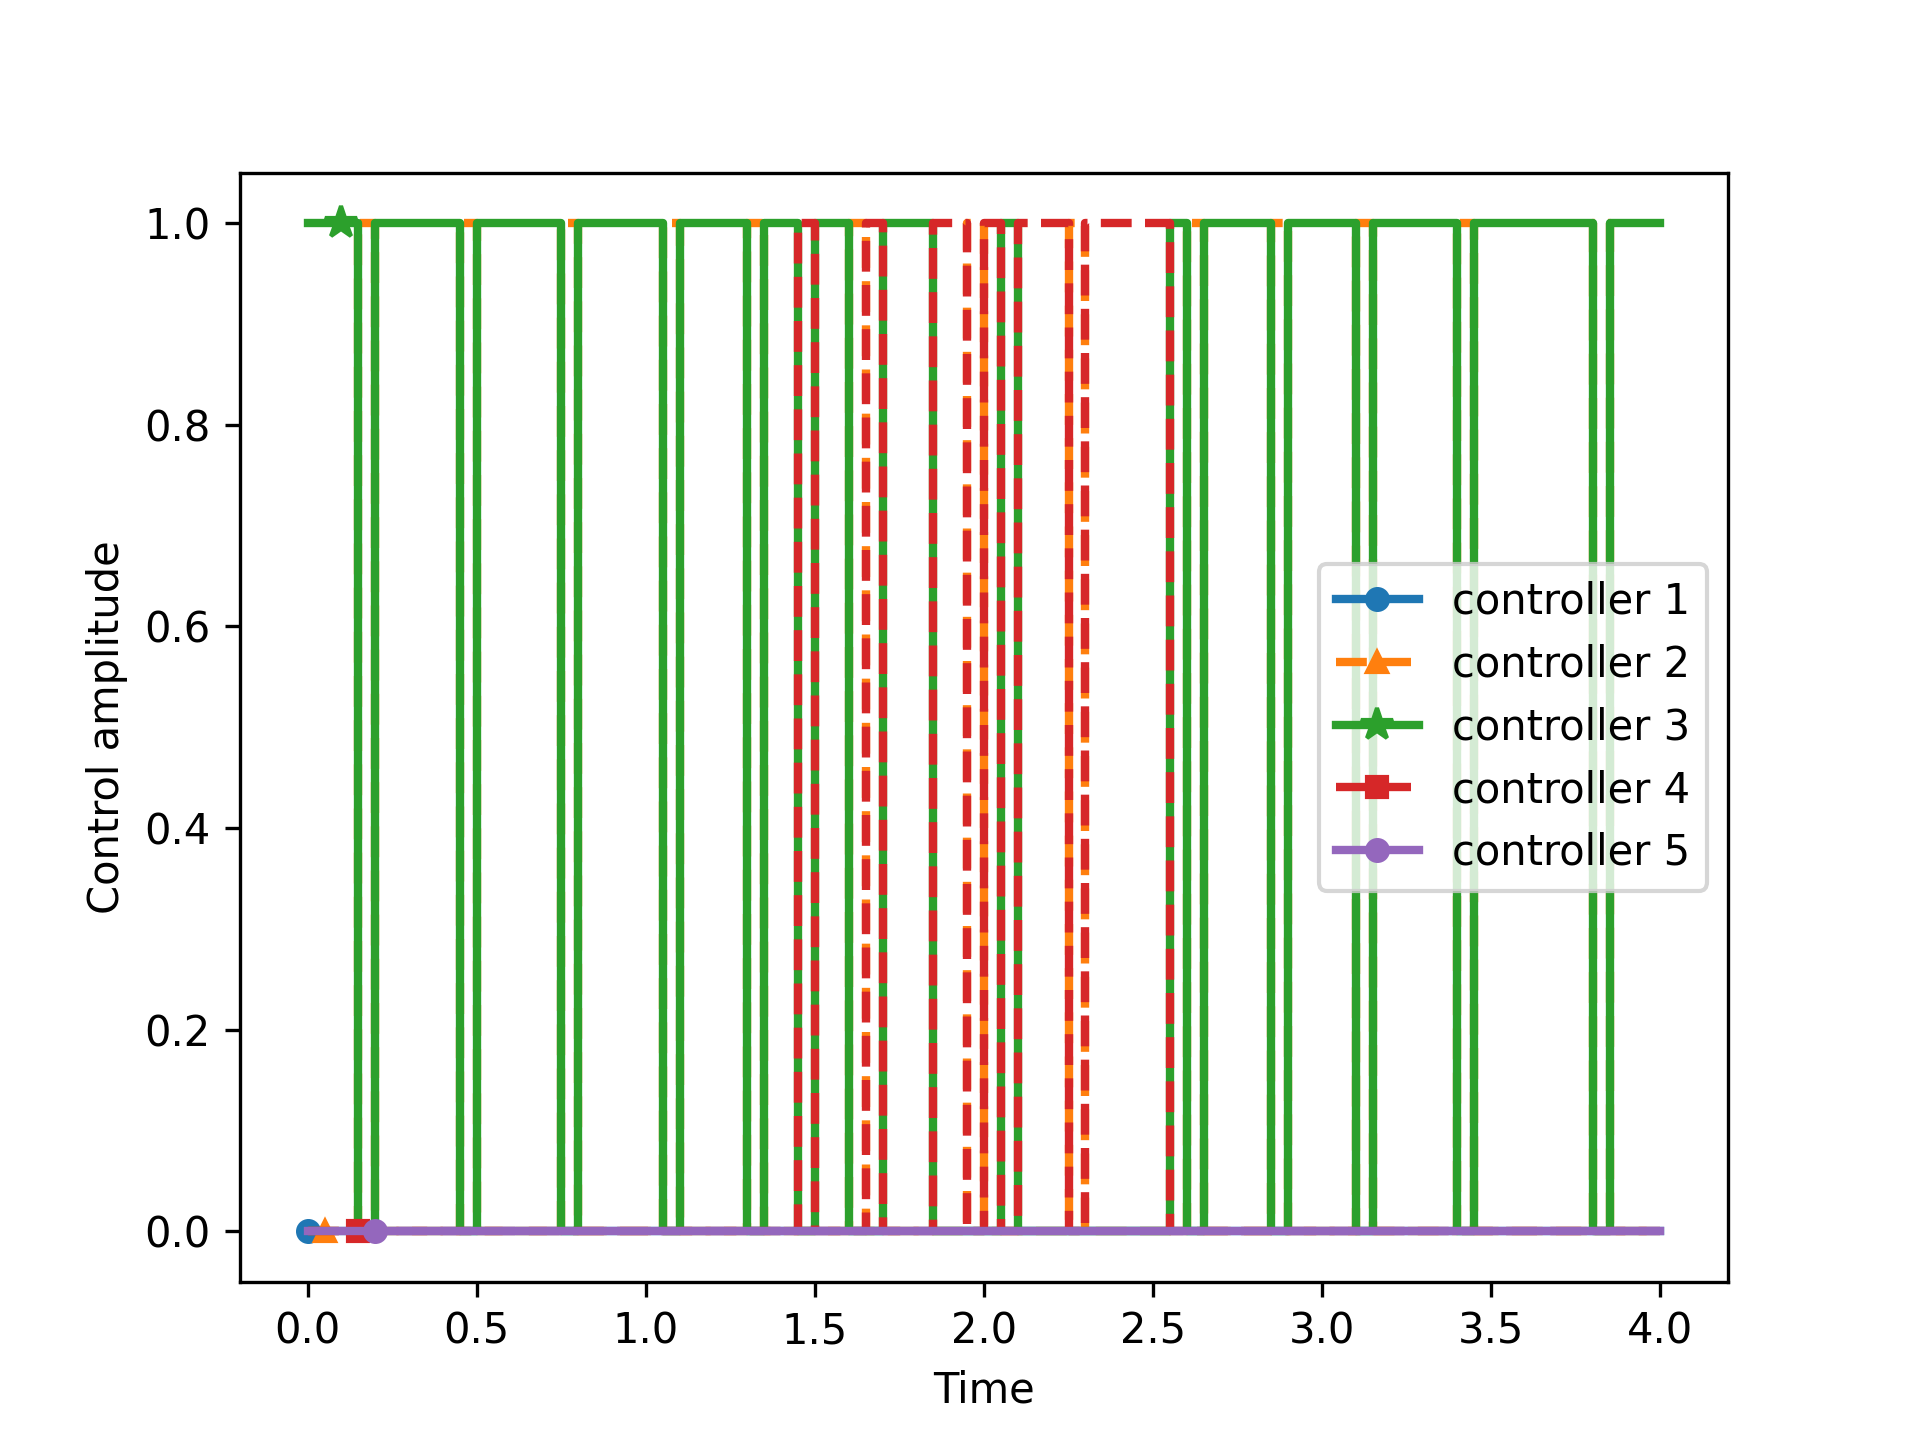 1.0
0.8
0.6
0.4
0.2
0.0
Control amplitude
controller 1
controller 2
controller 3
controller 4
controller 5
0.0 0.5 1.0 1.5 2.0 2.5 3.0 3.5 4.0
Time